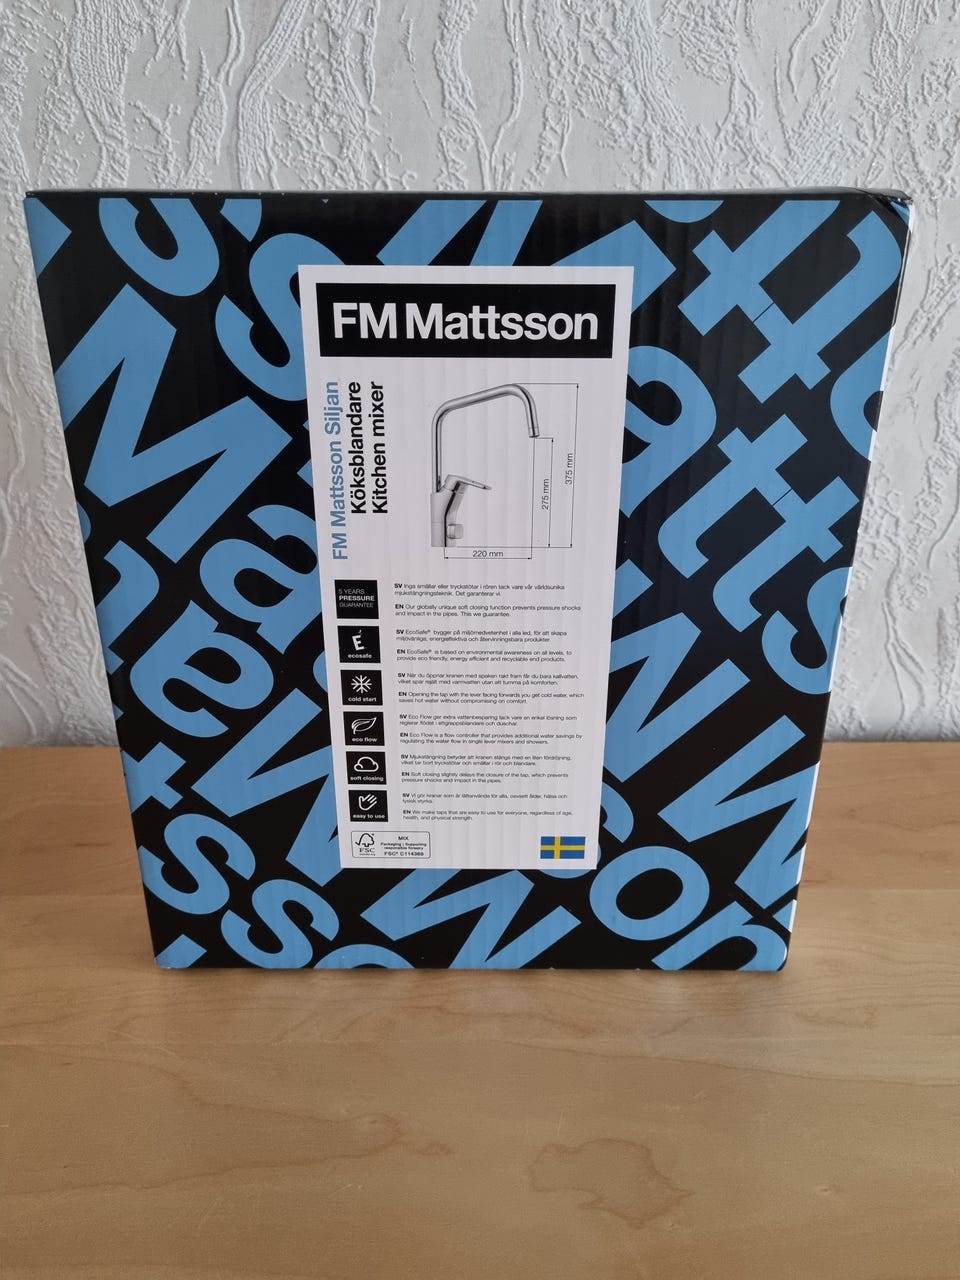 FM Mattsson
FM Mattsson Siljan
Köksblandare
Kitchen mixer
375 mm
275 mm
220 mm
5 YEARS
PRESSURE
GUARANTEE
SV Inga smällar eller tryckstötar i rören tack vare vår världsunika
mjukstängningsteknik. Det garanterar vi.
EN Our globally unique soft closing function prevents pressure shocks
and impact in the pipes. This we guarantee.
ecosafe
SV EcoSafe® bygger på miljömedvetenhet i alla led, för att skapa
miljövänliga, energieffektiva och återvinningsbara produkter.
EN EcoSafe® is based on environmental awareness on all levels, to
provide eco friendly, energy efficient and recyclable end products.
cold start
SV När du öppnar kranen med spaken rakt fram får du bara kallvatten,
vilket spar rejält med varmvatten utan att tumma på komforten.
EN Opening the tap with the lever facing forwards you get cold water, which
saves hot water without compromising on comfort.
eco flow
SV Eco Flow ger extra vattenbesparing tack vare en enkel lösning som
reglerar flödet i ettgreppsblandare och duschar.
EN Eco Flow is a flow controller that provides additional water savings by
regulating the water flow in single lever mixers and showers.
soft closing
SV Mjukstängning betyder att kranen stängs med en liten fördröjning,
vilket tar bort tryckstötar och smällar i rör och blandare.
EN Soft closing slightly delays the closure of the tap, which prevents
pressure shocks and impact in the pipes.
easy to use
SV Vi gör kranar som är lättanvända för alla, oavsett ålder, hälsa och
fysisk styrka.
EN We make taps that are easy to use for everyone, regardless of age,
health, and physical strength.
FSC
MIX
Packaging | Supporting
responsible forestry
FSC® C114369